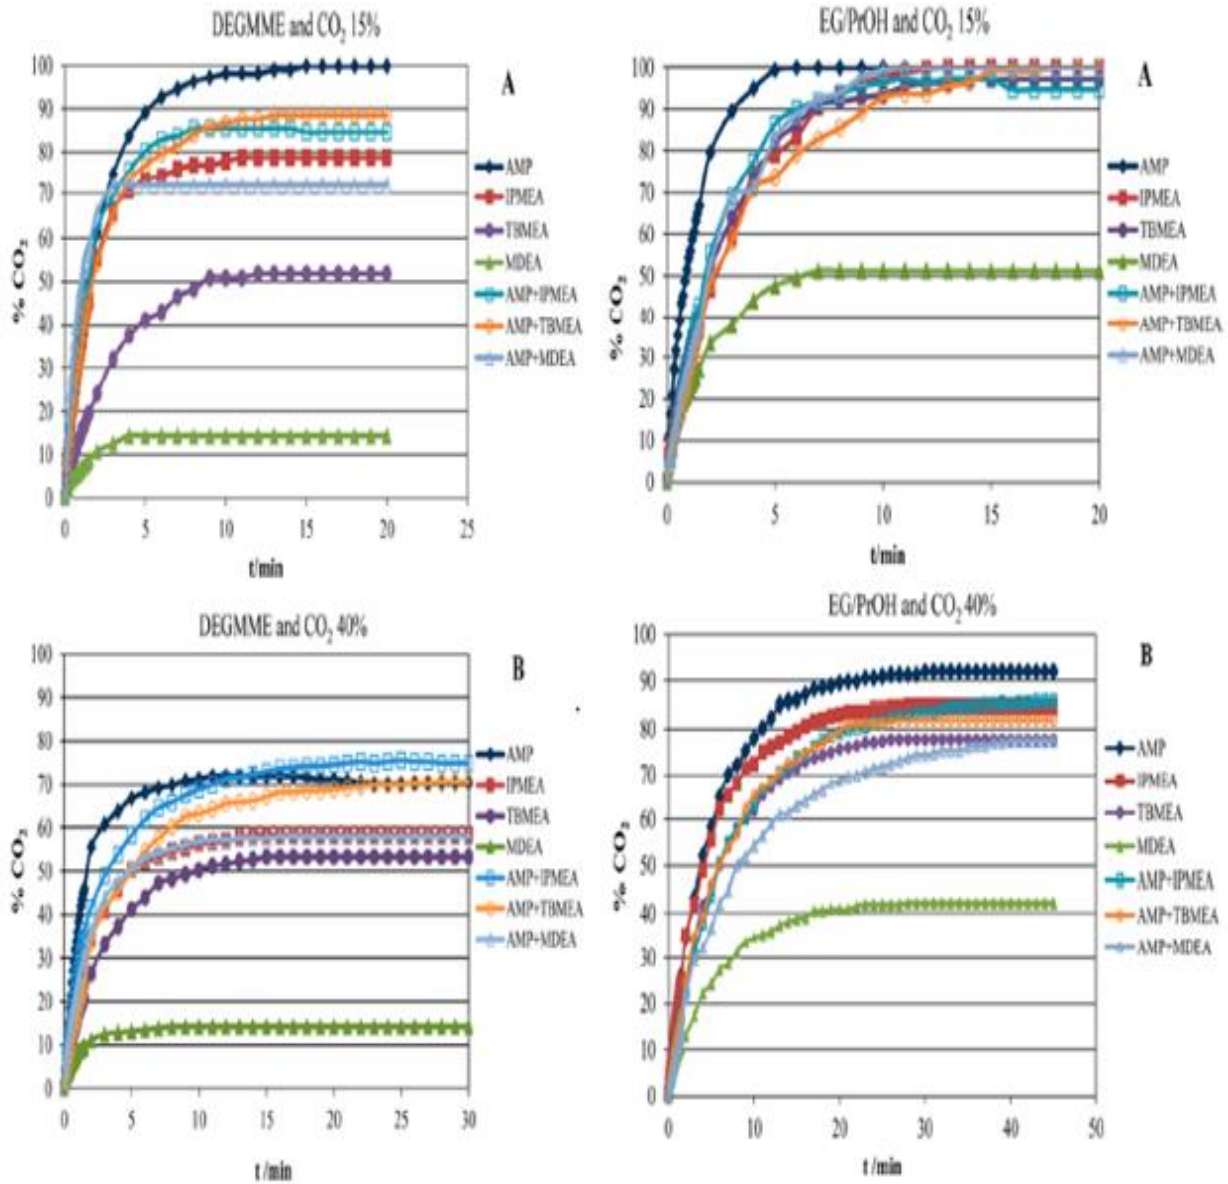 DEGMME and CO₂ 15%
A
% CO₂
100
90
80
70
60
50
40
30
20
10
0
0 5 10 15 20 25
t/min
AMP
IPMEA
TBMEA
MDEA
AMP+IPMEA
AMP+TBMEA
AMP+MDEA
EG/PrOH and CO₂ 15%
A
% CO₂
100
90
80
70
60
50
40
30
20
10
0
0 5 10 15 20
t/min
AMP
IPMEA
TBMEA
MDEA
AMP+IPMEA
AMP+TBMEA
AMP+MDEA
DEGMME and CO₂ 40%
B
% CO₂
100
90
80
70
60
50
40
30
20
10
0
0 5 10 15 20 25 30
t /min
AMP
IPMEA
TBMEA
MDEA
AMP+IPMEA
AMP+TBMEA
AMP+MDEA
EG/PrOH and CO₂ 40%
B
% CO₂
100
90
80
70
60
50
40
30
20
10
0
0 10 20 30 40 50
t /min
AMP
IPMEA
TBMEA
MDEA
AMP+IPMEA
AMP+TBMEA
AMP+MDEA